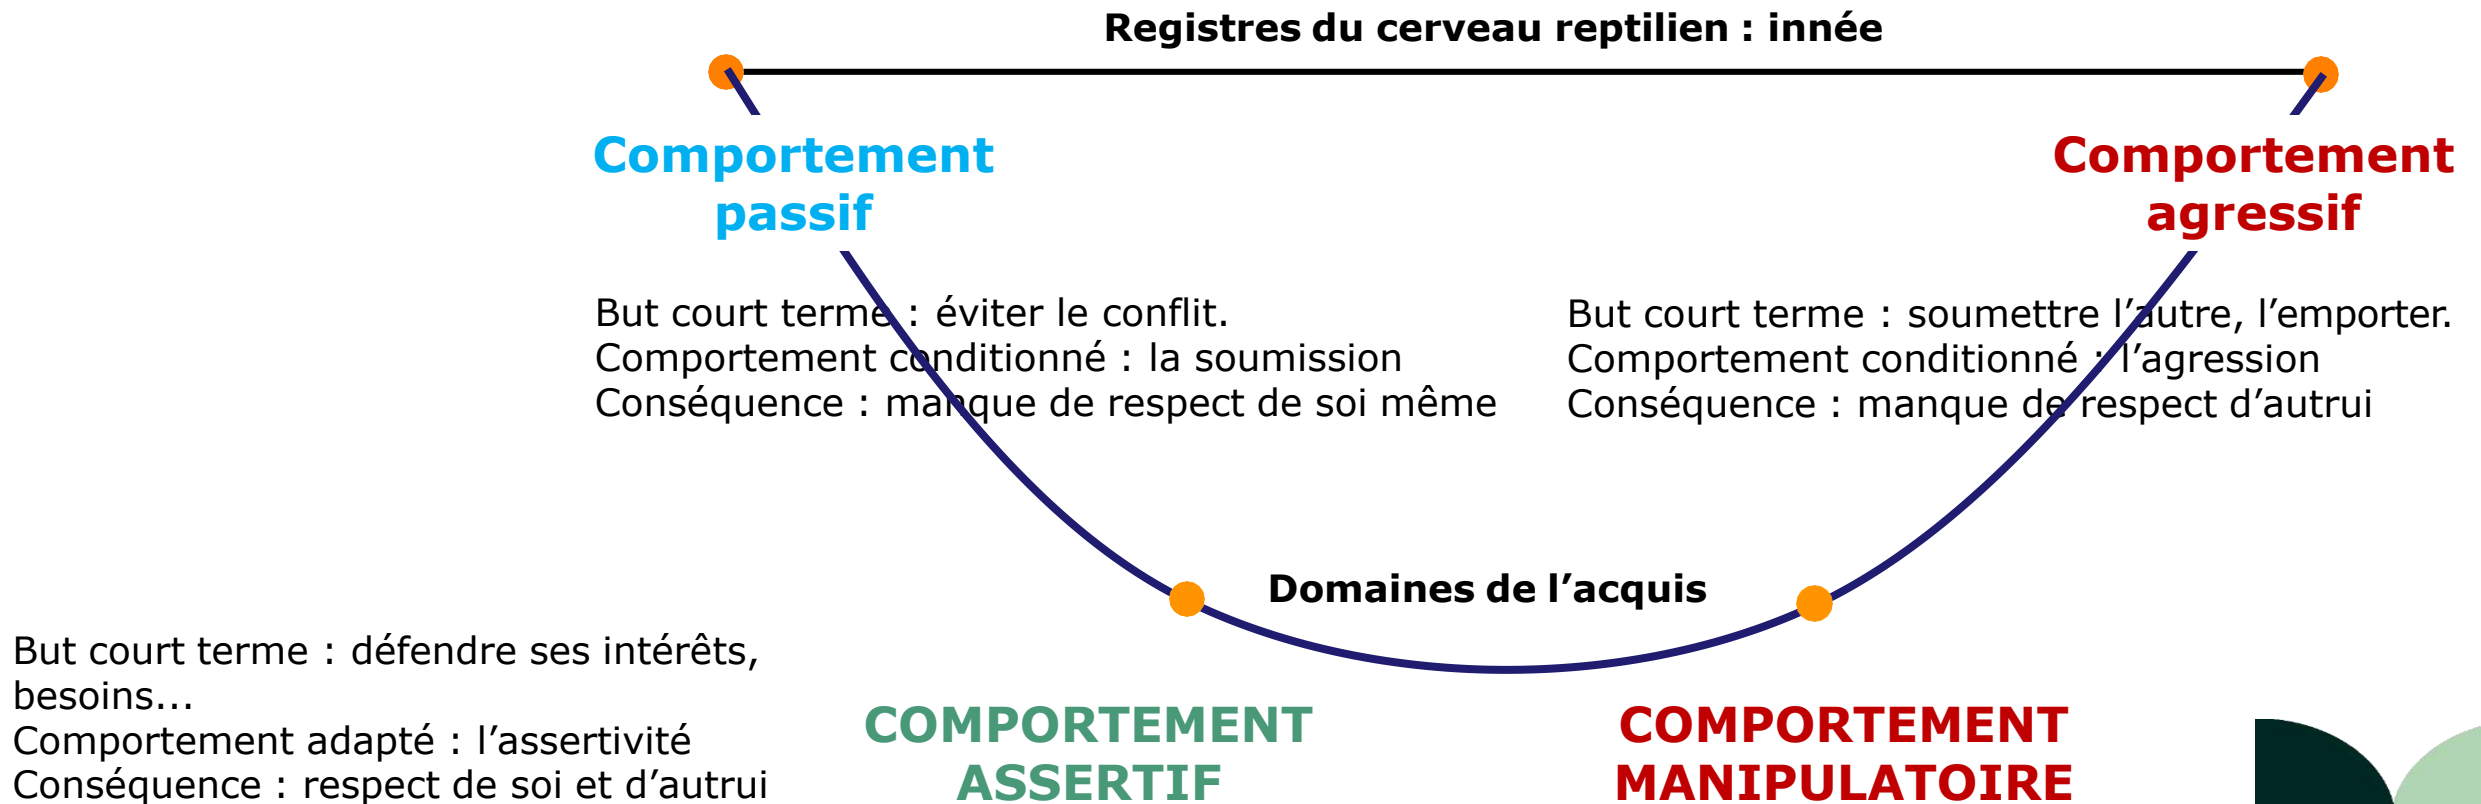 Registres du cerveau reptilien : innée
Comportement
passif
Comportement
agressif
But court terme : éviter le conflit.
Comportement conditionné : la soumission
Conséquence : manque de respect de soi même
But court terme : soumettre l’autre, l’emporter.
Comportement conditionné : l’agression
Conséquence : manque de respect d’autrui
Domaines de l’acquis
But court terme : défendre ses intérêts,
besoins…
Comportement adapté : l’assertivité
Conséquence : respect de soi et d’autrui
COMPORTEMENT
ASSERTIF
COMPORTEMENT
MANIPULATOIRE